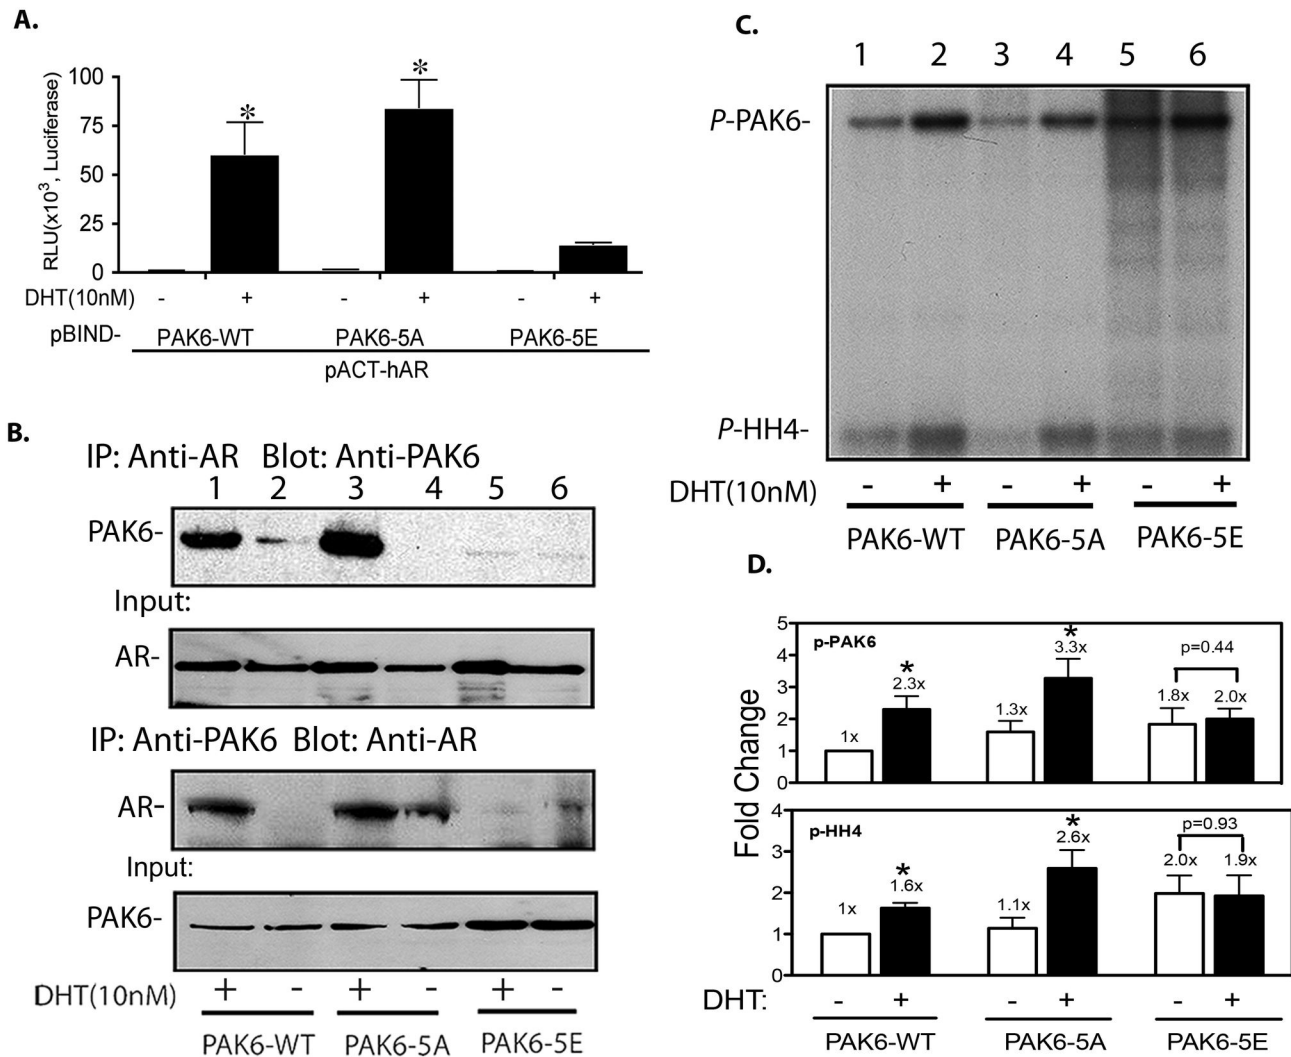 A.
RLU(x10³, Luciferase)
100
75
50
25
0
* *
DHT(10nM) - + - + - +
pBIND- PAK6-WT PAK6-5A PAK6-5E
pACT-hAR
B.
IP: Anti-AR Blot: Anti-PAK6
1 2 3 4 5 6
PAK6-
Input:
AR-
IP: Anti-PAK6 Blot: Anti-AR
AR-
Input:
PAK6-
DHT(10nM) + - + - + -
PAK6-WT PAK6-5A PAK6-5E
C.
1 2 3 4 5 6
P-PAK6-
P-HH4-
DHT(10nM) - + - + - +
PAK6-WT PAK6-5A PAK6-5E
D.
Fold Change
5
4
3
2
1
0
p-PAK6
1x
*
2.3x
1.3x
*
3.3x
p=0.44
1.8x 2.0x
4
3
2
1
0
p-HH4
1x
*
1.6x
1.1x
*
2.6x
p=0.93
2.0x 1.9x
DHT: - + - + - +
PAK6-WT PAK6-5A PAK6-5E